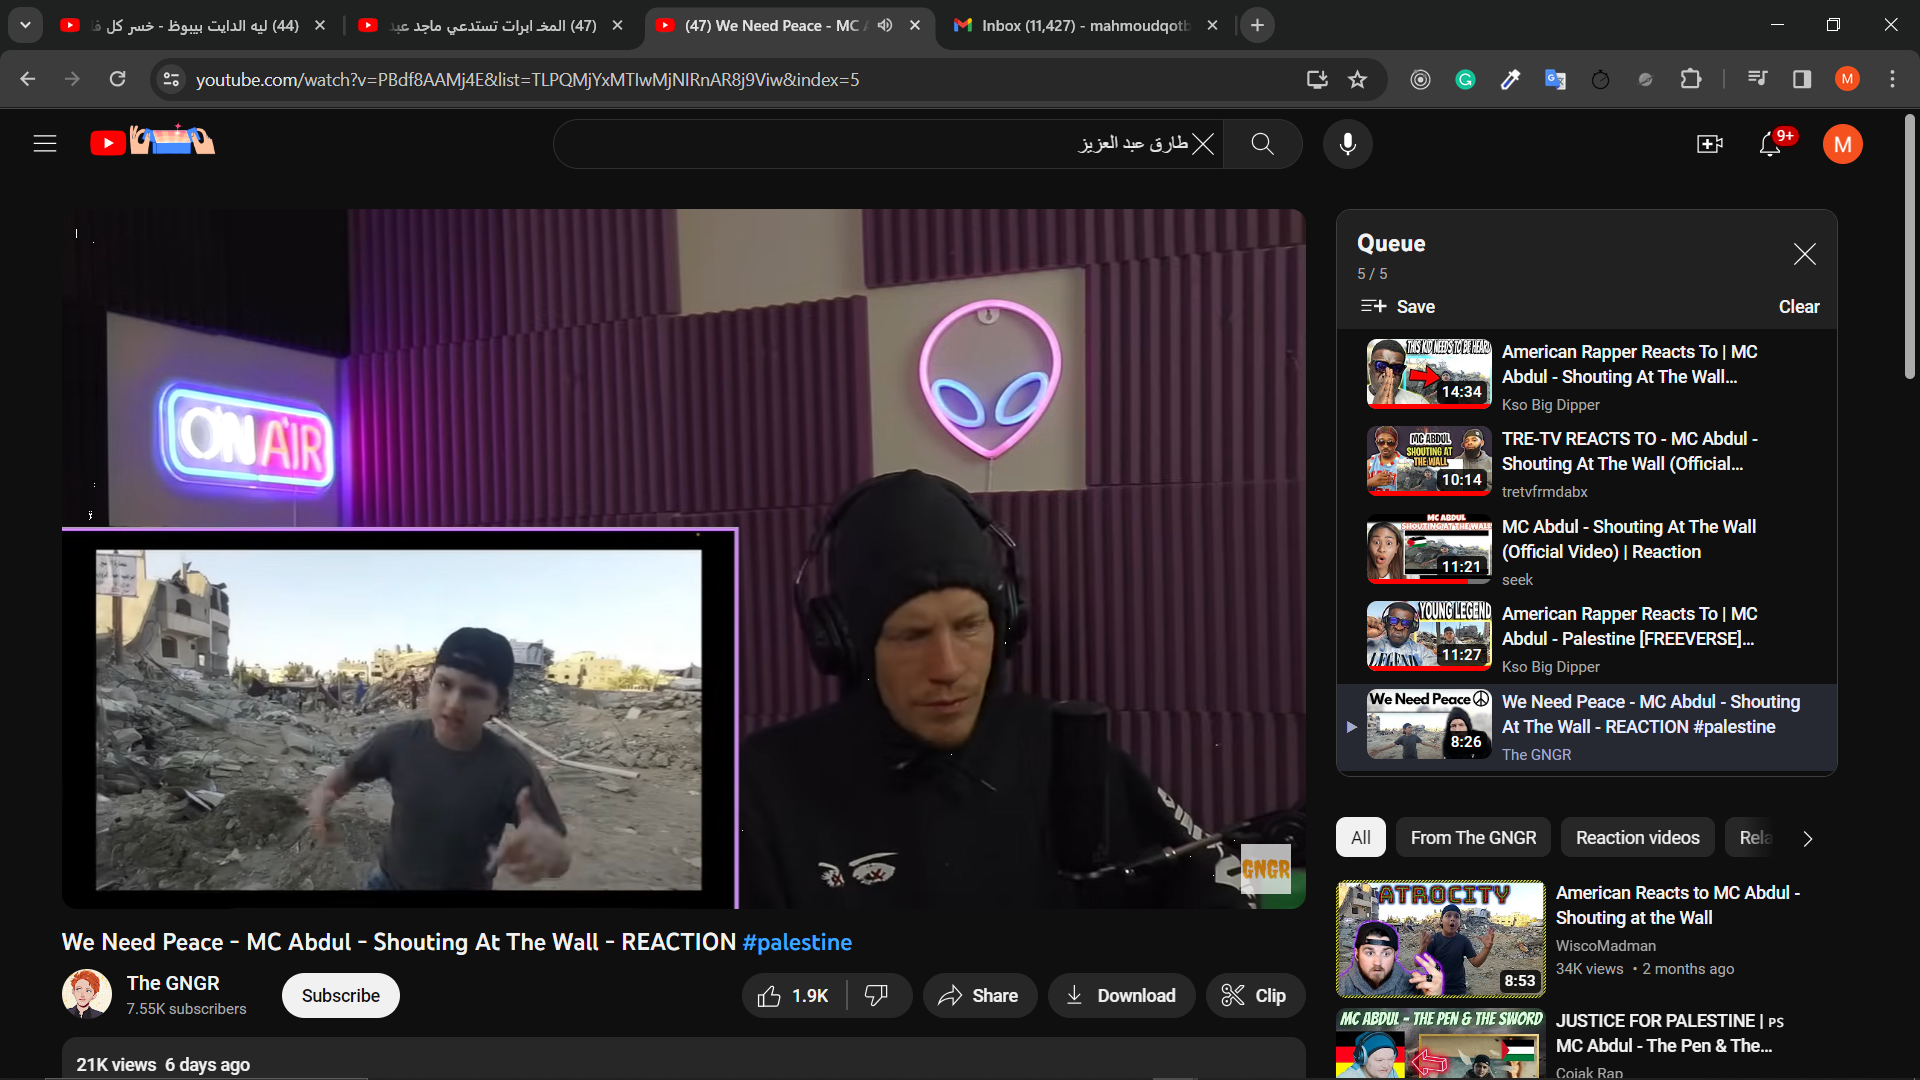 (44) ليه الدايت بيبوظ - خسر كل
(47) المخـ ابرات تستدعي ماجد عبد
(47) We Need Peace - MC
Inbox (11,427) - mahmoudqotb
youtube.com/watch?v=PBdf8AAMj4E&list=TLPQMjYxMTIwMjNIRnAR8j9Viw&index=5
M
طارق عبد العزيز
9+
M
ON AIR
GNGR
Queue
5 / 5
Save
Clear
THIS KID NEEDS TO BE HEARD
14:34
American Rapper Reacts To | MC
Abdul - Shouting At The Wall...
Kso Big Dipper
MC ABDUL
SHOUTING AT
THE WALL
10:14
TRE-TV REACTS TO - MC Abdul -
Shouting At The Wall (Official...
tretvfrmdabx
MC ABDUL
SHOUTING AT THE WALL
11:21
MC Abdul - Shouting At The Wall
(Official Video) | Reaction
seek
YOUNG LEGEND
LEGEND
11:27
American Rapper Reacts To | MC
Abdul - Palestine [FREEVERSE]...
Kso Big Dipper
We Need Peace
8:26
We Need Peace - MC Abdul - Shouting
At The Wall - REACTION #palestine
The GNGR
All
From The GNGR
Reaction videos
Rela
ATROCITY
8:53
American Reacts to MC Abdul -
Shouting at the Wall
WiscoMadman
34K views • 2 months ago
MC ABDUL - THE PEN & THE SWORD
JUSTICE FOR PALESTINE | PS
MC Abdul - The Pen & The...
Cojak Rap
We Need Peace - MC Abdul - Shouting At The Wall - REACTION #palestine
The GNGR
7.55K subscribers
Subscribe
1.9K
Share
Download
Clip
21K views 6 days ago